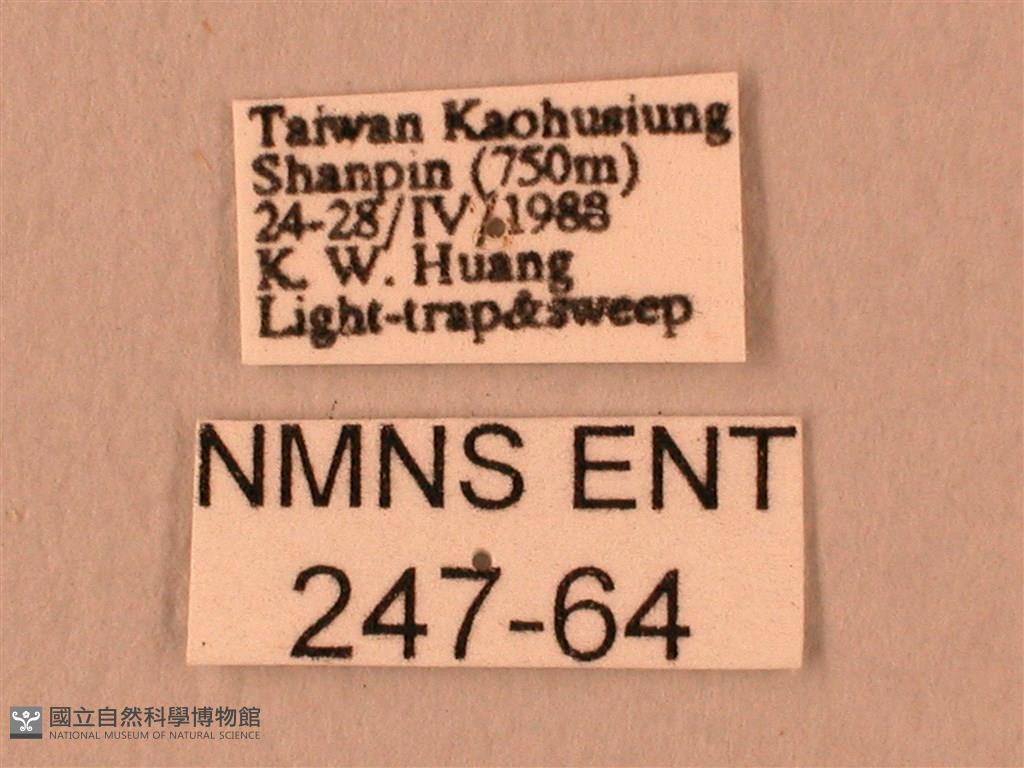 Taiwan Kaohusiung
Shanpin (750m)
24-28/IV/1988
K. W. Huang
Light-trap&sweep
NMNS ENT
247-64
國立自然科學博物館
NATIONAL MUSEUM OF NATURAL SCIENCE